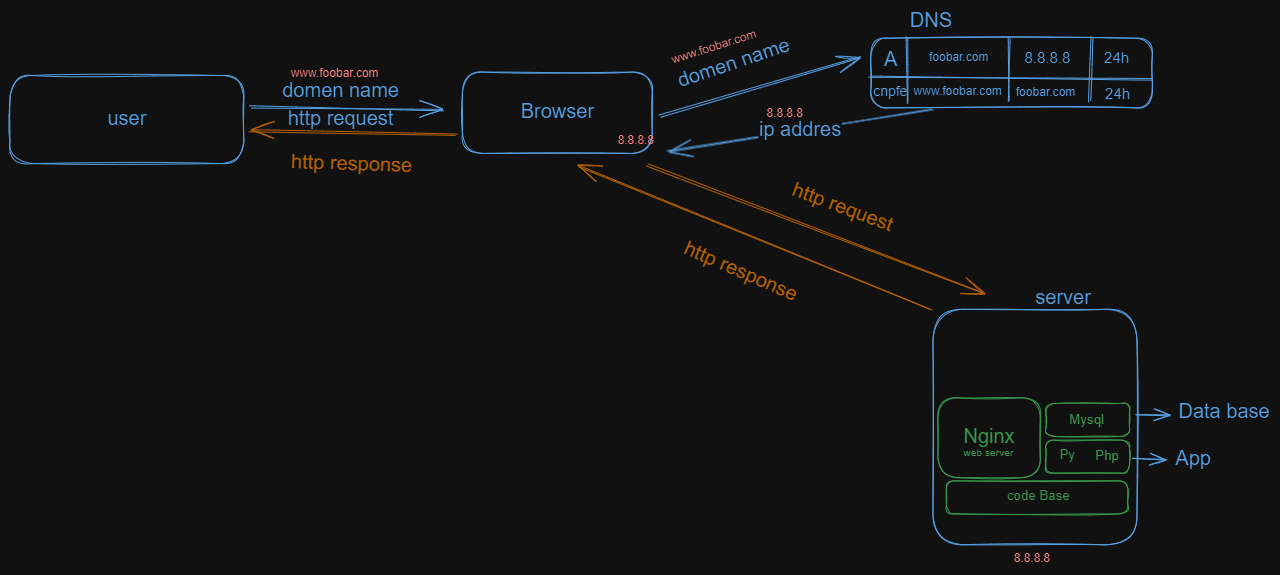 DNS
www.foobar.com
domen name
A foobar.com 8.8.8.8 24h
cnpfe www.foobar.com foobar.com 24h
www.foobar.com
domen name
http request
user
Browser
8.8.8.8
8.8.8.8
ip addres
http response
http request
http response
server
Nginx
web server
Mysql
Data base
Py Php
App
code Base
8.8.8.8